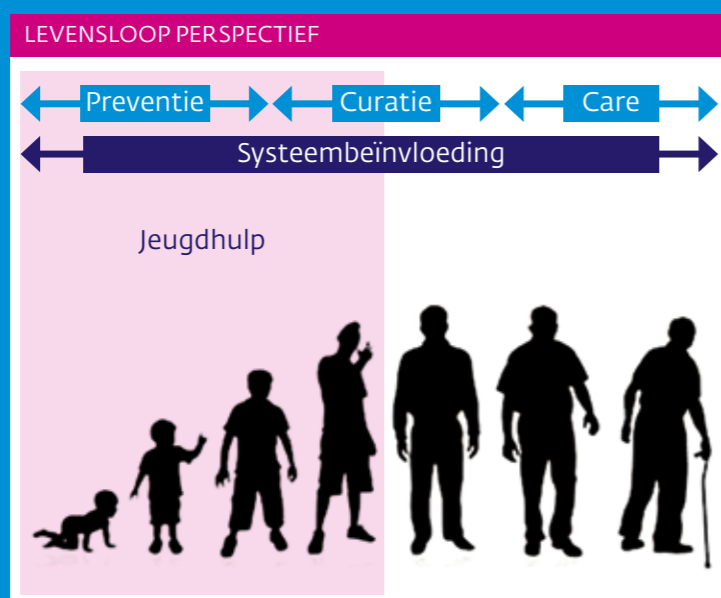 LEVENSLOOP PERSPECTIEF
Preventie Curatie Care
Systeembeïnvloeding
Jeugdhulp